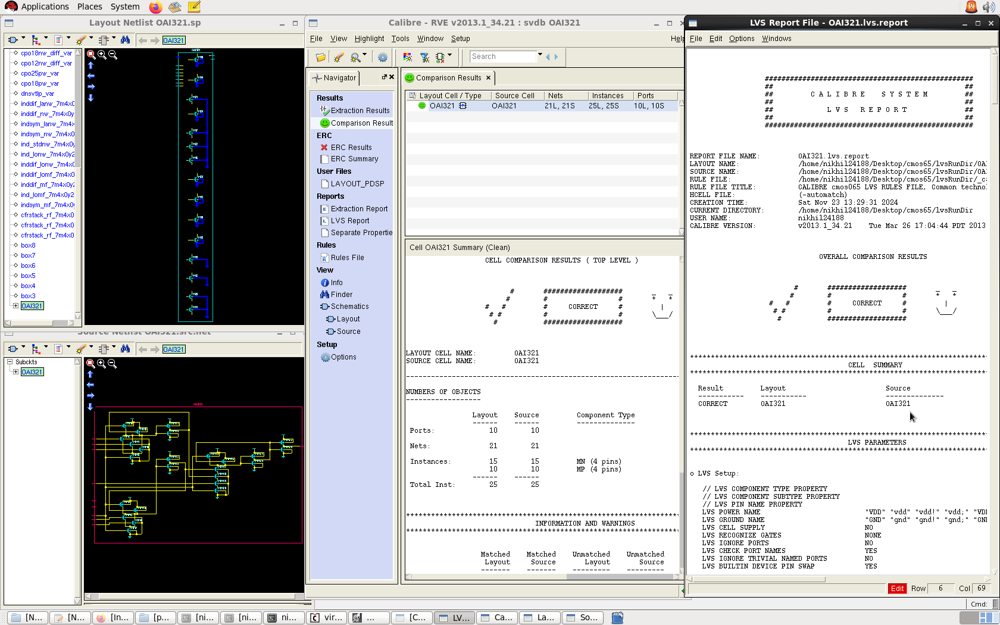 Applications Places System
Layout Netlist OAI321.sp
OAI321
cpo18nw_diff_var
cpo12nw_diff_var
cpo25pw_var
cpo18pw_var
dnsvtlp_var
inddif_lanw_7m4x0
inddif_nw_7m4x0y
indsym_lanw_7m4x
indsym_nw_7m4x0y
ind_stdnw_7m4x0y
ind_lonw_7m4x0y2
inddif_lonw_7m4x0
inddif_lomf_7m4x0
inddif_mf_7m4x0y2
ind_lomf_7m4x0y2
indsym_mf_7m4x0y
cfrstack_rf_7m4x0
cfrstack_rf_7m4x0
cfrstack_rf_7m4x0
box8
box7
box6
box5
box4
box3
OAI321
Source Netlist OAI321.src.net
OAI321
Subckts
OAI321
Calibre - RVE v2013.1_34.21 : svdb OAI321
File View Highlight Tools Window Setup Help
Search
Navigator
Results
Extraction Results
Comparison Result
ERC
ERC Results
ERC Summary
User Files
LAYOUT_PDSP
Reports
Extraction Report
LVS Report
Separate Propertie
Rules
Rules File
View
Info
Finder
Schematics
Layout
Source
Setup
Options
Comparison Results
Layout Cell / Type Source Cell Nets Instances Ports
OAI321 OAI321 21L, 21S 25L, 25S 10L, 10S
Cell OAI321 Summary (Clean)
CELL COMPARISON RESULTS ( TOP LEVEL )
CORRECT
LAYOUT CELL NAME: OAI321
SOURCE CELL NAME: OAI321
NUMBERS OF OBJECTS
Layout Source Component Type
Ports: 10 10
Nets: 21 21
Instances: 15 15 MN (4 pins)
10 10 MP (4 pins)
Total Inst: 25 25
INFORMATION AND WARNINGS
Matched Matched Unmatched Unmatched
Layout Source Layout Source
LVS Report File - OAI321.lvs.report
File Edit Options Windows
##################################################
## ##
## C A L I B R E S Y S T E M ##
## ##
## L V S R E P O R T ##
## ##
##################################################
REPORT FILE NAME: OAI321.lvs.report
LAYOUT NAME: /home/nikhil24188/Desktop/cmos65/lvsRunDir/OA
SOURCE NAME: /home/nikhil24188/Desktop/cmos65/lvsRunDir/OA
RULE FILE: /home/nikhil24188/Desktop/cmos65/lvsRunDir/_c
RULE FILE TITLE: CALIBRE cmos065 LVS RULES FILE, Common techno
HCELL FILE: (-automatch)
CREATION TIME: Sat Nov 23 13:29:31 2024
CURRENT DIRECTORY: /home/nikhil24188/Desktop/cmos65/lvsRunDir
USER NAME: nikhil24188
CALIBRE VERSION: v2013.1_34.21 Tue Mar 26 17:04:44 PDT 2013
OVERALL COMPARISON RESULTS
CORRECT
CELL SUMMARY
Result Layout Source
CORRECT OAI321 OAI321
LVS PARAMETERS
o LVS Setup:
// LVS COMPONENT TYPE PROPERTY
// LVS COMPONENT SUBTYPE PROPERTY
// LVS PIN NAME PROPERTY
LVS POWER NAME "VDD" "vdd" "vdd!" "vdd;" "VD
LVS GROUND NAME "GND" "gnd" "gnd!" "gnd;" "GN
LVS CELL SUPPLY NO
LVS RECOGNIZE GATES NONE
LVS IGNORE PORTS NO
LVS CHECK PORT NAMES YES
LVS IGNORE TRIVIAL NAMED PORTS NO
LVS BUILTIN DEVICE PIN SWAP YES
Edit Row 6 Col 69
Cmd:
[N... [N... [In... [p... [ni... [ni... ni... vir... ... [C... LV... Ca... La... So...